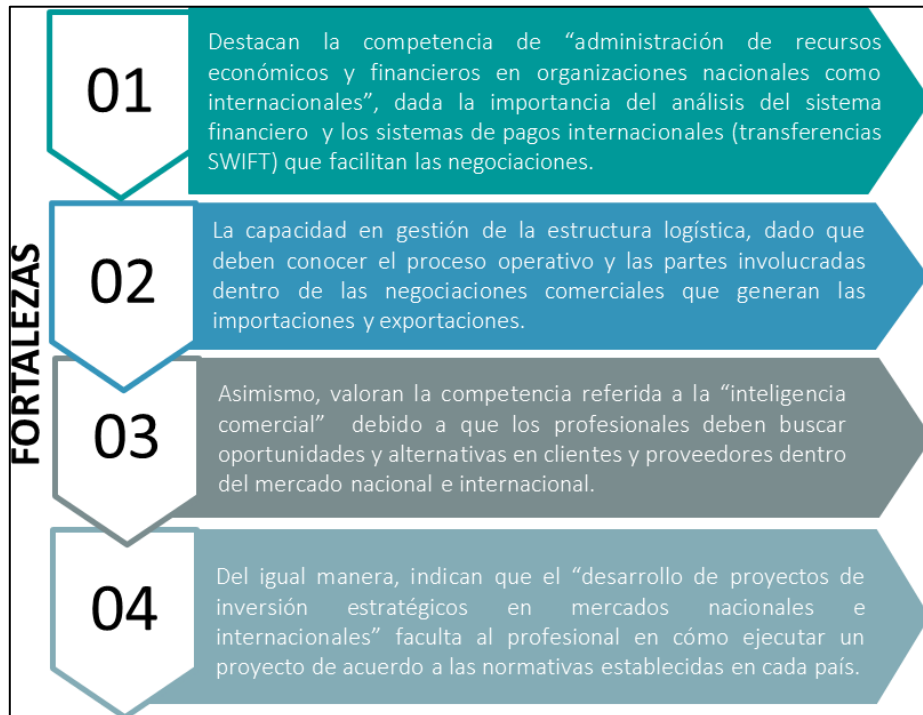 FORTALEZAS
01
Destacan la competencia de “administración de recursos
económicos y financieros en organizaciones nacionales como
internacionales”, dada la importancia del análisis del sistema
financiero y los sistemas de pagos internacionales (transferencias
SWIFT) que facilitan las negociaciones.
02
La capacidad en gestión de la estructura logística, dado que
deben conocer el proceso operativo y las partes involucradas
dentro de las negociaciones comerciales que generan las
importaciones y exportaciones.
03
Asimismo, valoran la competencia referida a la “inteligencia
comercial” debido a que los profesionales deben buscar
oportunidades y alternativas en clientes y proveedores dentro
del mercado nacional e internacional.
04
Del igual manera, indican que el “desarrollo de proyectos de
inversión estratégicos en mercados nacionales e
internacionales” faculta al profesional en cómo ejecutar un
proyecto de acuerdo a las normativas establecidas en cada país.